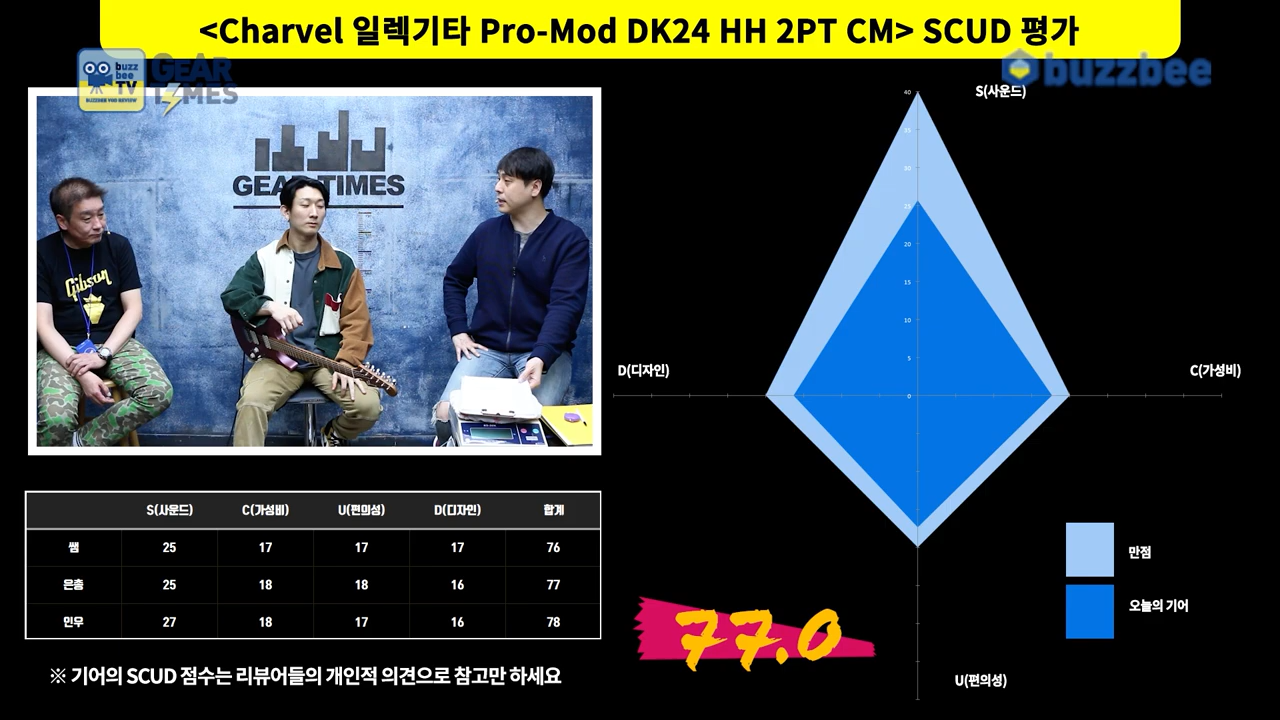 <Charvel 일렉기타 Pro-Mod DK24 HH 2PT CM> SCUD 평가
buzz
bee
TV
BUZZBEE VOD REVIEW
GEAR
TIMES
buzzbee
GEAR TIMES
Gibson
S(사운드)
40
35
30
25
20
15
10
5
0
D(디자인)
C(가성비)
U(편의성)
만점
오늘의 기어
S(사운드) C(가성비) U(편의성) D(디자인) 합계
쌤 25 17 17 17 76
은총 25 18 18 16 77
민우 27 18 17 16 78
77.0
※ 기어의 SCUD 점수는 리뷰어들의 개인적 의견으로 참고만 하세요